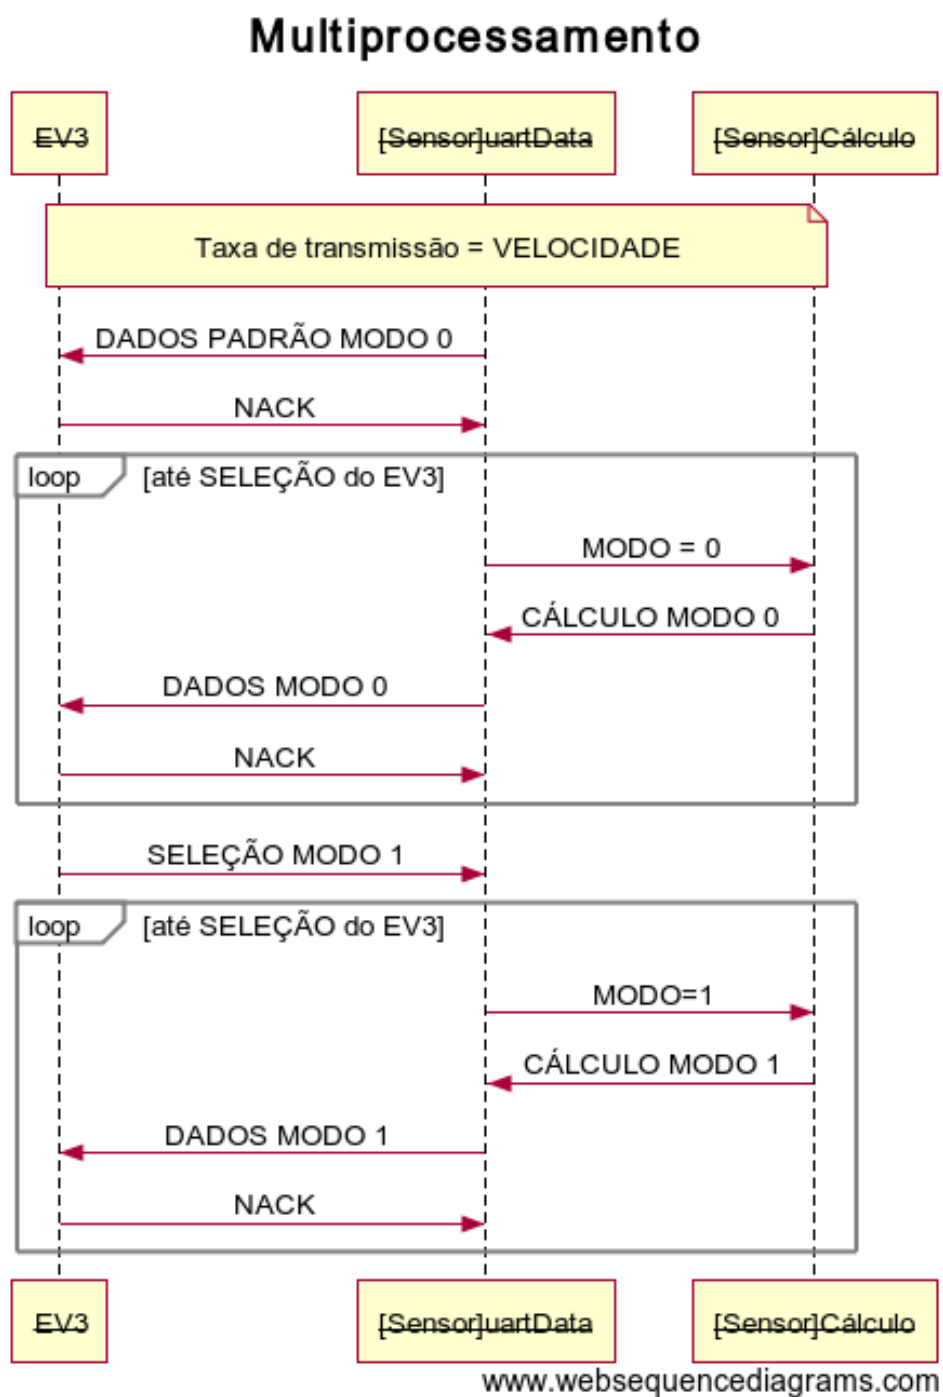 Multiprocessamento
EV3
[Sensor]uartData
[Sensor]Cálculo
Taxa de transmissão = VELOCIDADE
DADOS PADRÃO MODO 0
NACK
loop [até SELEÇÃO do EV3]
MODO = 0
CÁLCULO MODO 0
DADOS MODO 0
NACK
SELEÇÃO MODO 1
loop [até SELEÇÃO do EV3]
MODO=1
CÁLCULO MODO 1
DADOS MODO 1
NACK
EV3
[Sensor]uartData
[Sensor]Cálculo
www.websequencediagrams.com